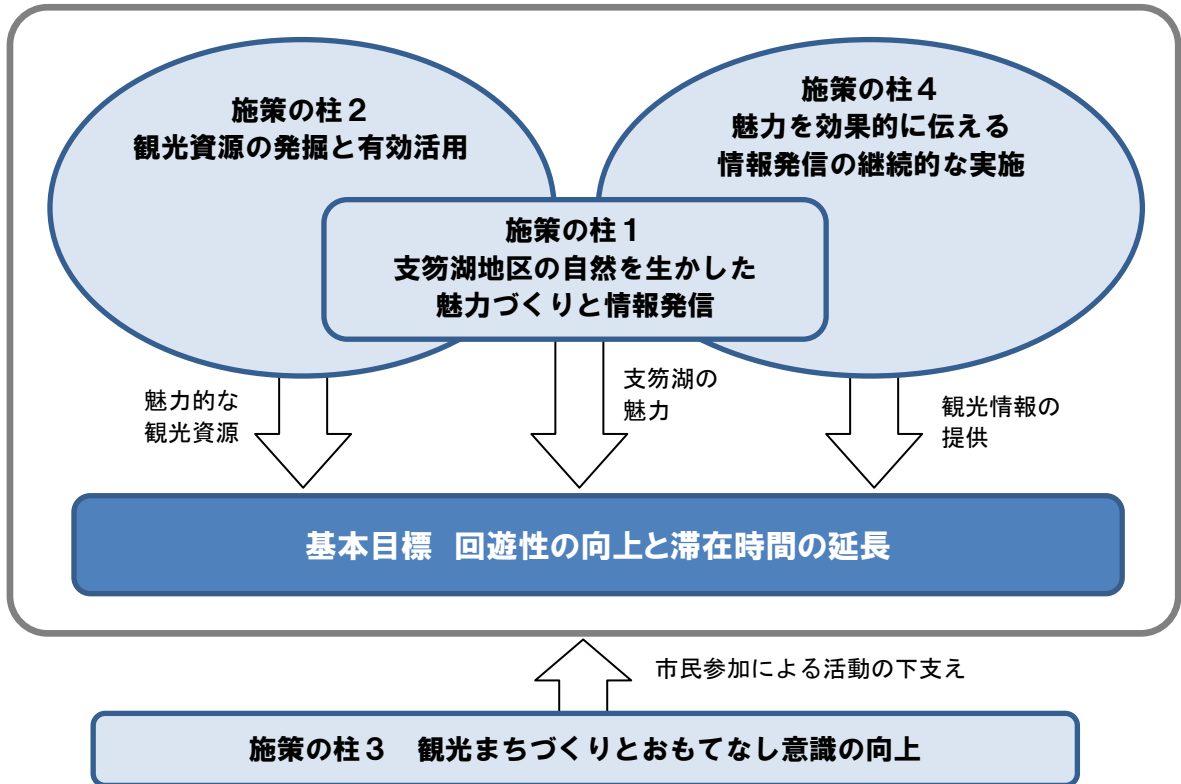 施策の柱２
観光資源の発掘と有効活用
施策の柱４
魅力を効果的に伝える
情報発信の継続的な実施
施策の柱１
支笏湖地区の自然を生かした
魅力づくりと情報発信
魅力的な
観光資源
支笏湖の
魅力
観光情報の
提供
基本目標 回遊性の向上と滞在時間の延長
市民参加による活動の下支え
施策の柱３ 観光まちづくりとおもてなし意識の向上